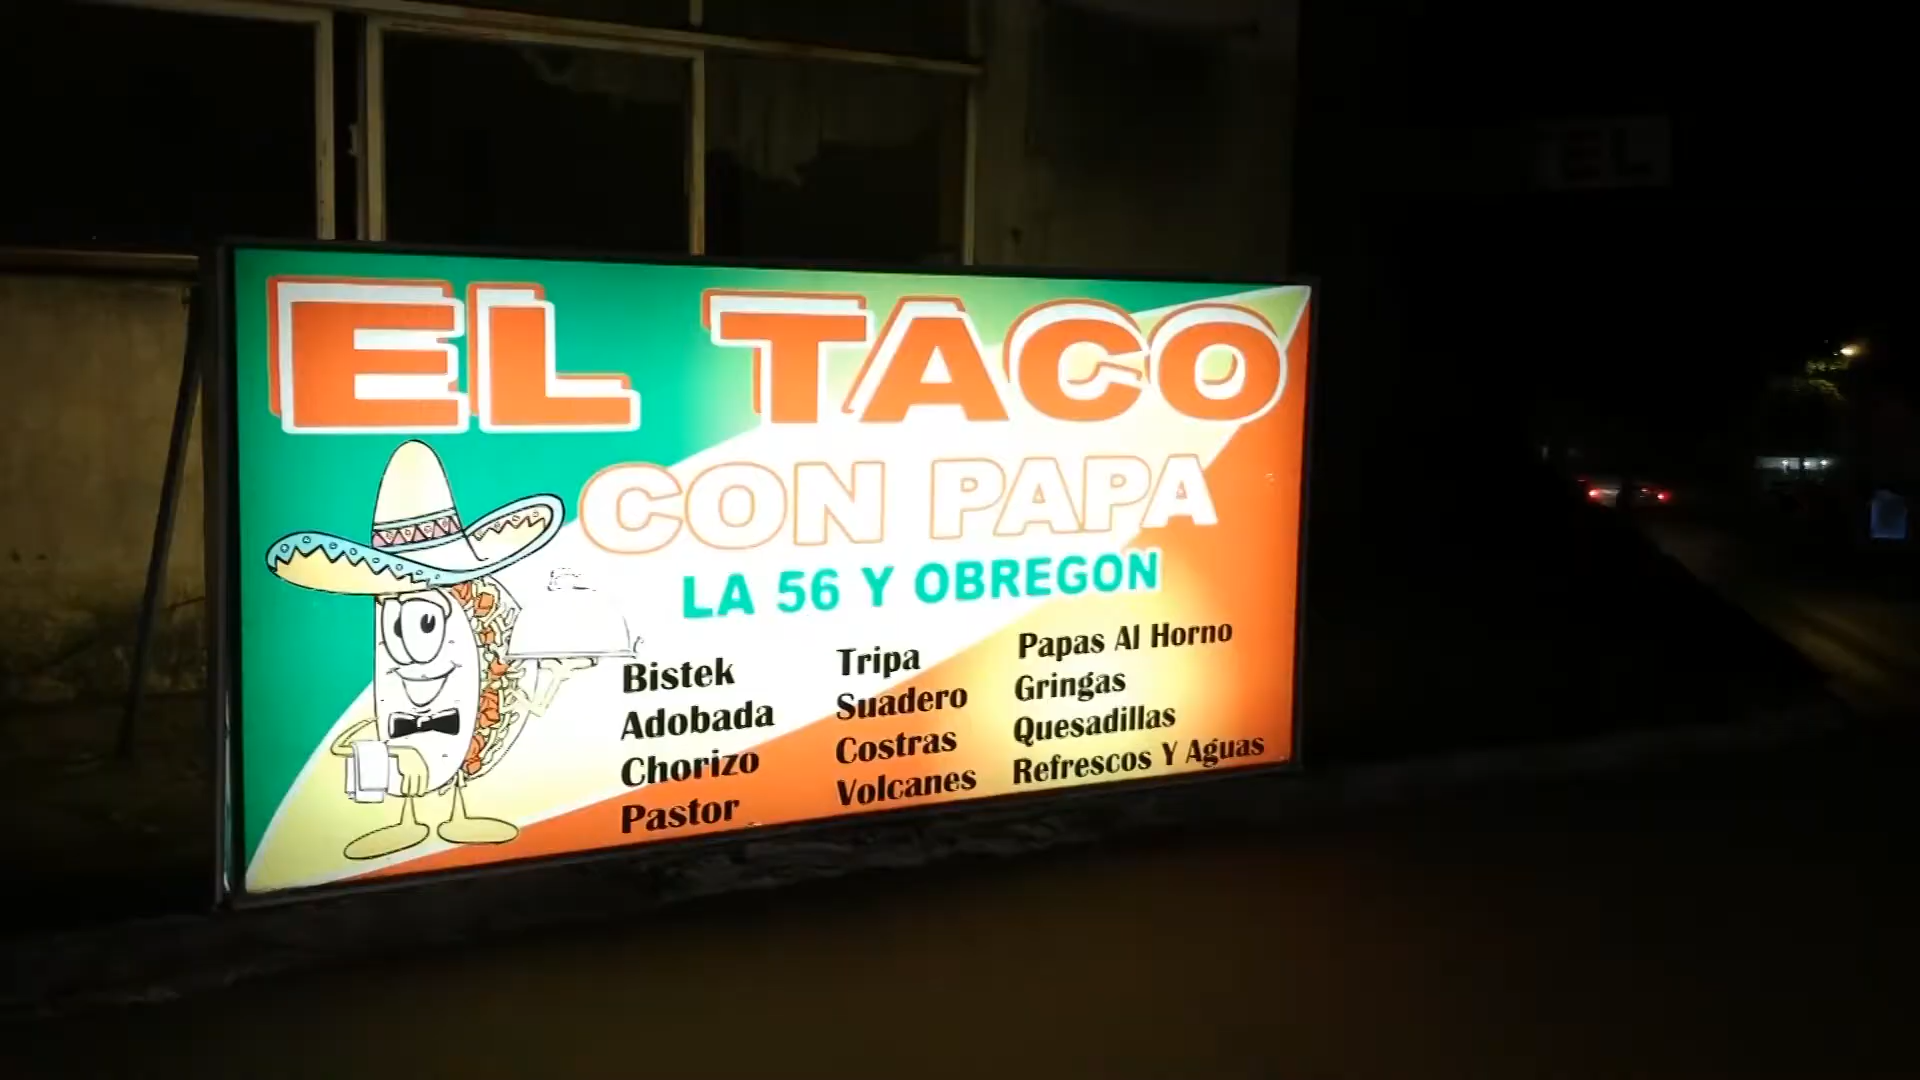 EL TACO
CON PAPA
LA 56 Y OBREGON
Bistek
Adobada
Chorizo
Pastor
Tripa
Suadero
Costras
Volcanes
Papas Al Horno
Gringas
Quesadillas
Refrescos Y Aguas
EL